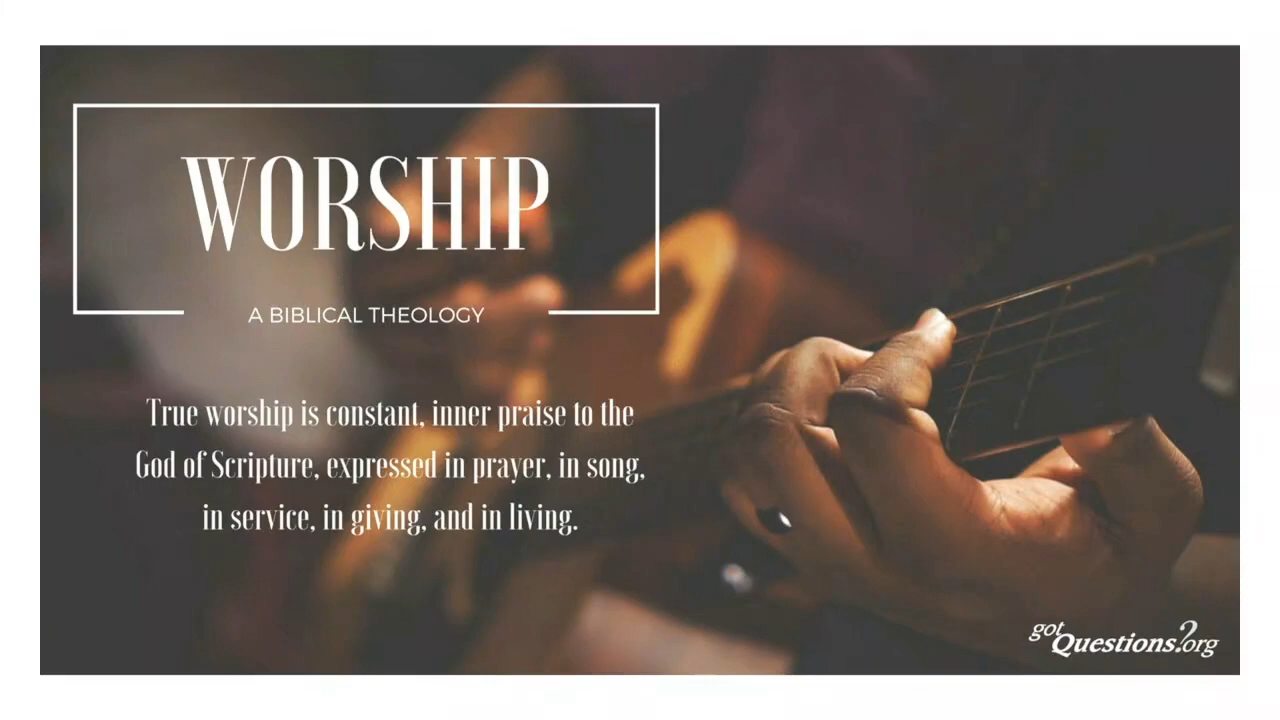 WORSHIP
A BIBLICAL THEOLOGY
True worship is constant, inner praise to the
God of Scripture, expressed in prayer, in song,
in service, in giving, and in living.
gotQuestions?.org